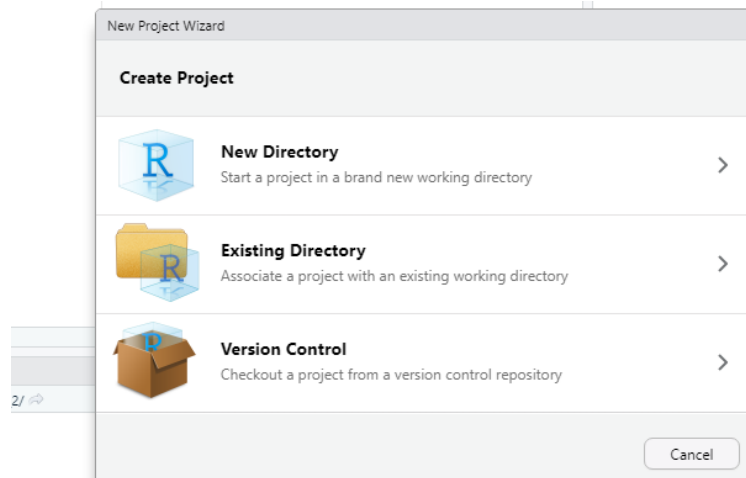 New Project Wizard
Create Project
R
New Directory
Start a project in a brand new working directory
R
Existing Directory
Associate a project with an existing working directory
R
Version Control
Checkout a project from a version control repository
2/
Cancel